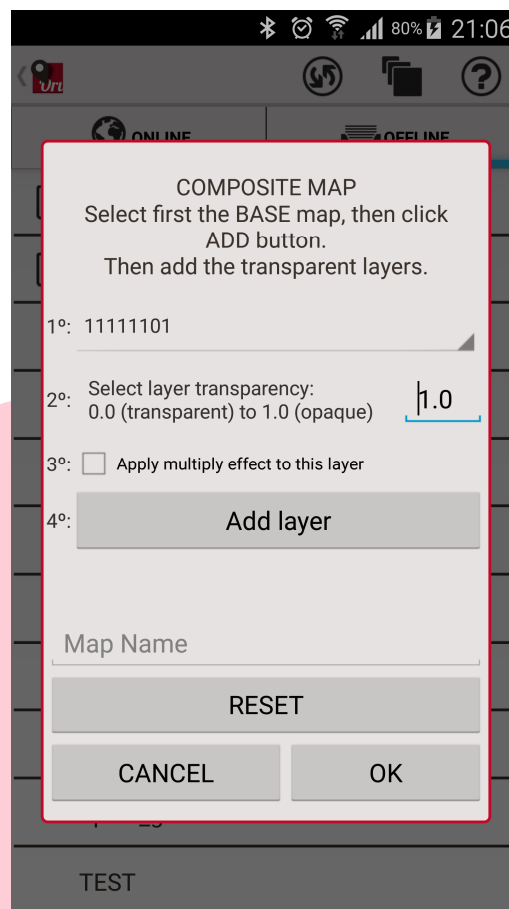 80% 21:06
Oru
ONLINE OFFLINE
COMPOSITE MAP
Select first the BASE map, then click
ADD button.
Then add the transparent layers.
1º: 11111101
2º: Select layer transparency:
0.0 (transparent) to 1.0 (opaque)
1.0
3º: Apply multiply effect to this layer
4º: Add layer
Map Name
RESET
CANCEL OK
TEST